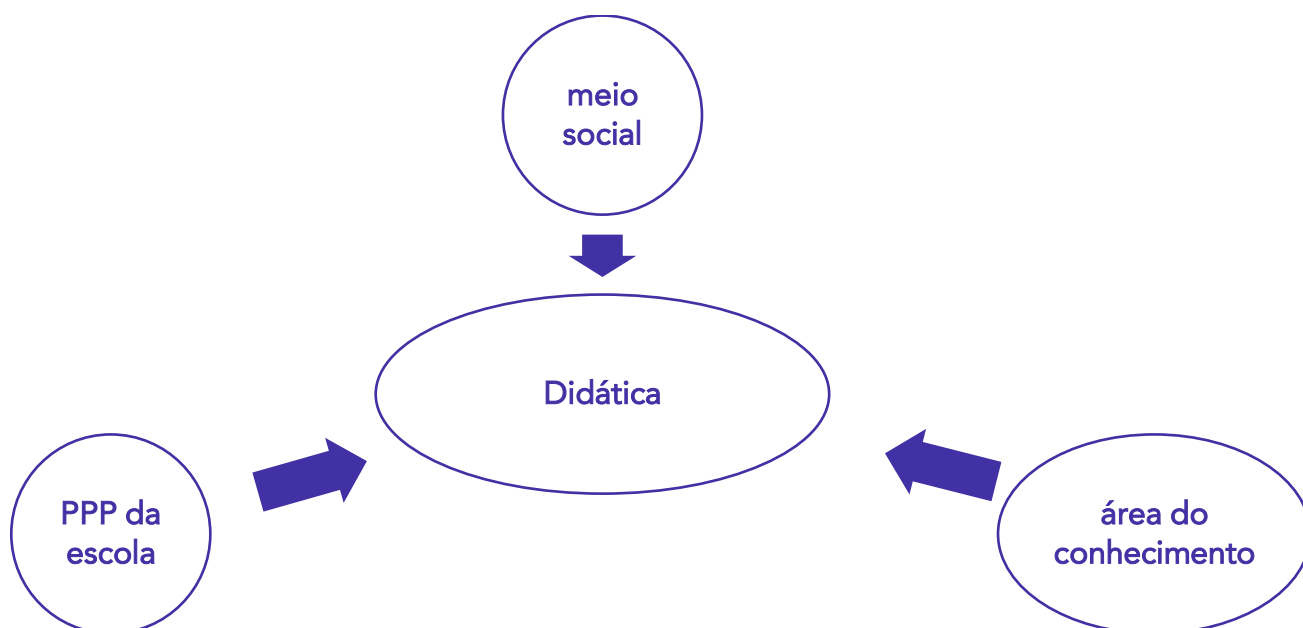 meio
social
Didática
PPP da
escola
área do
conhecimento